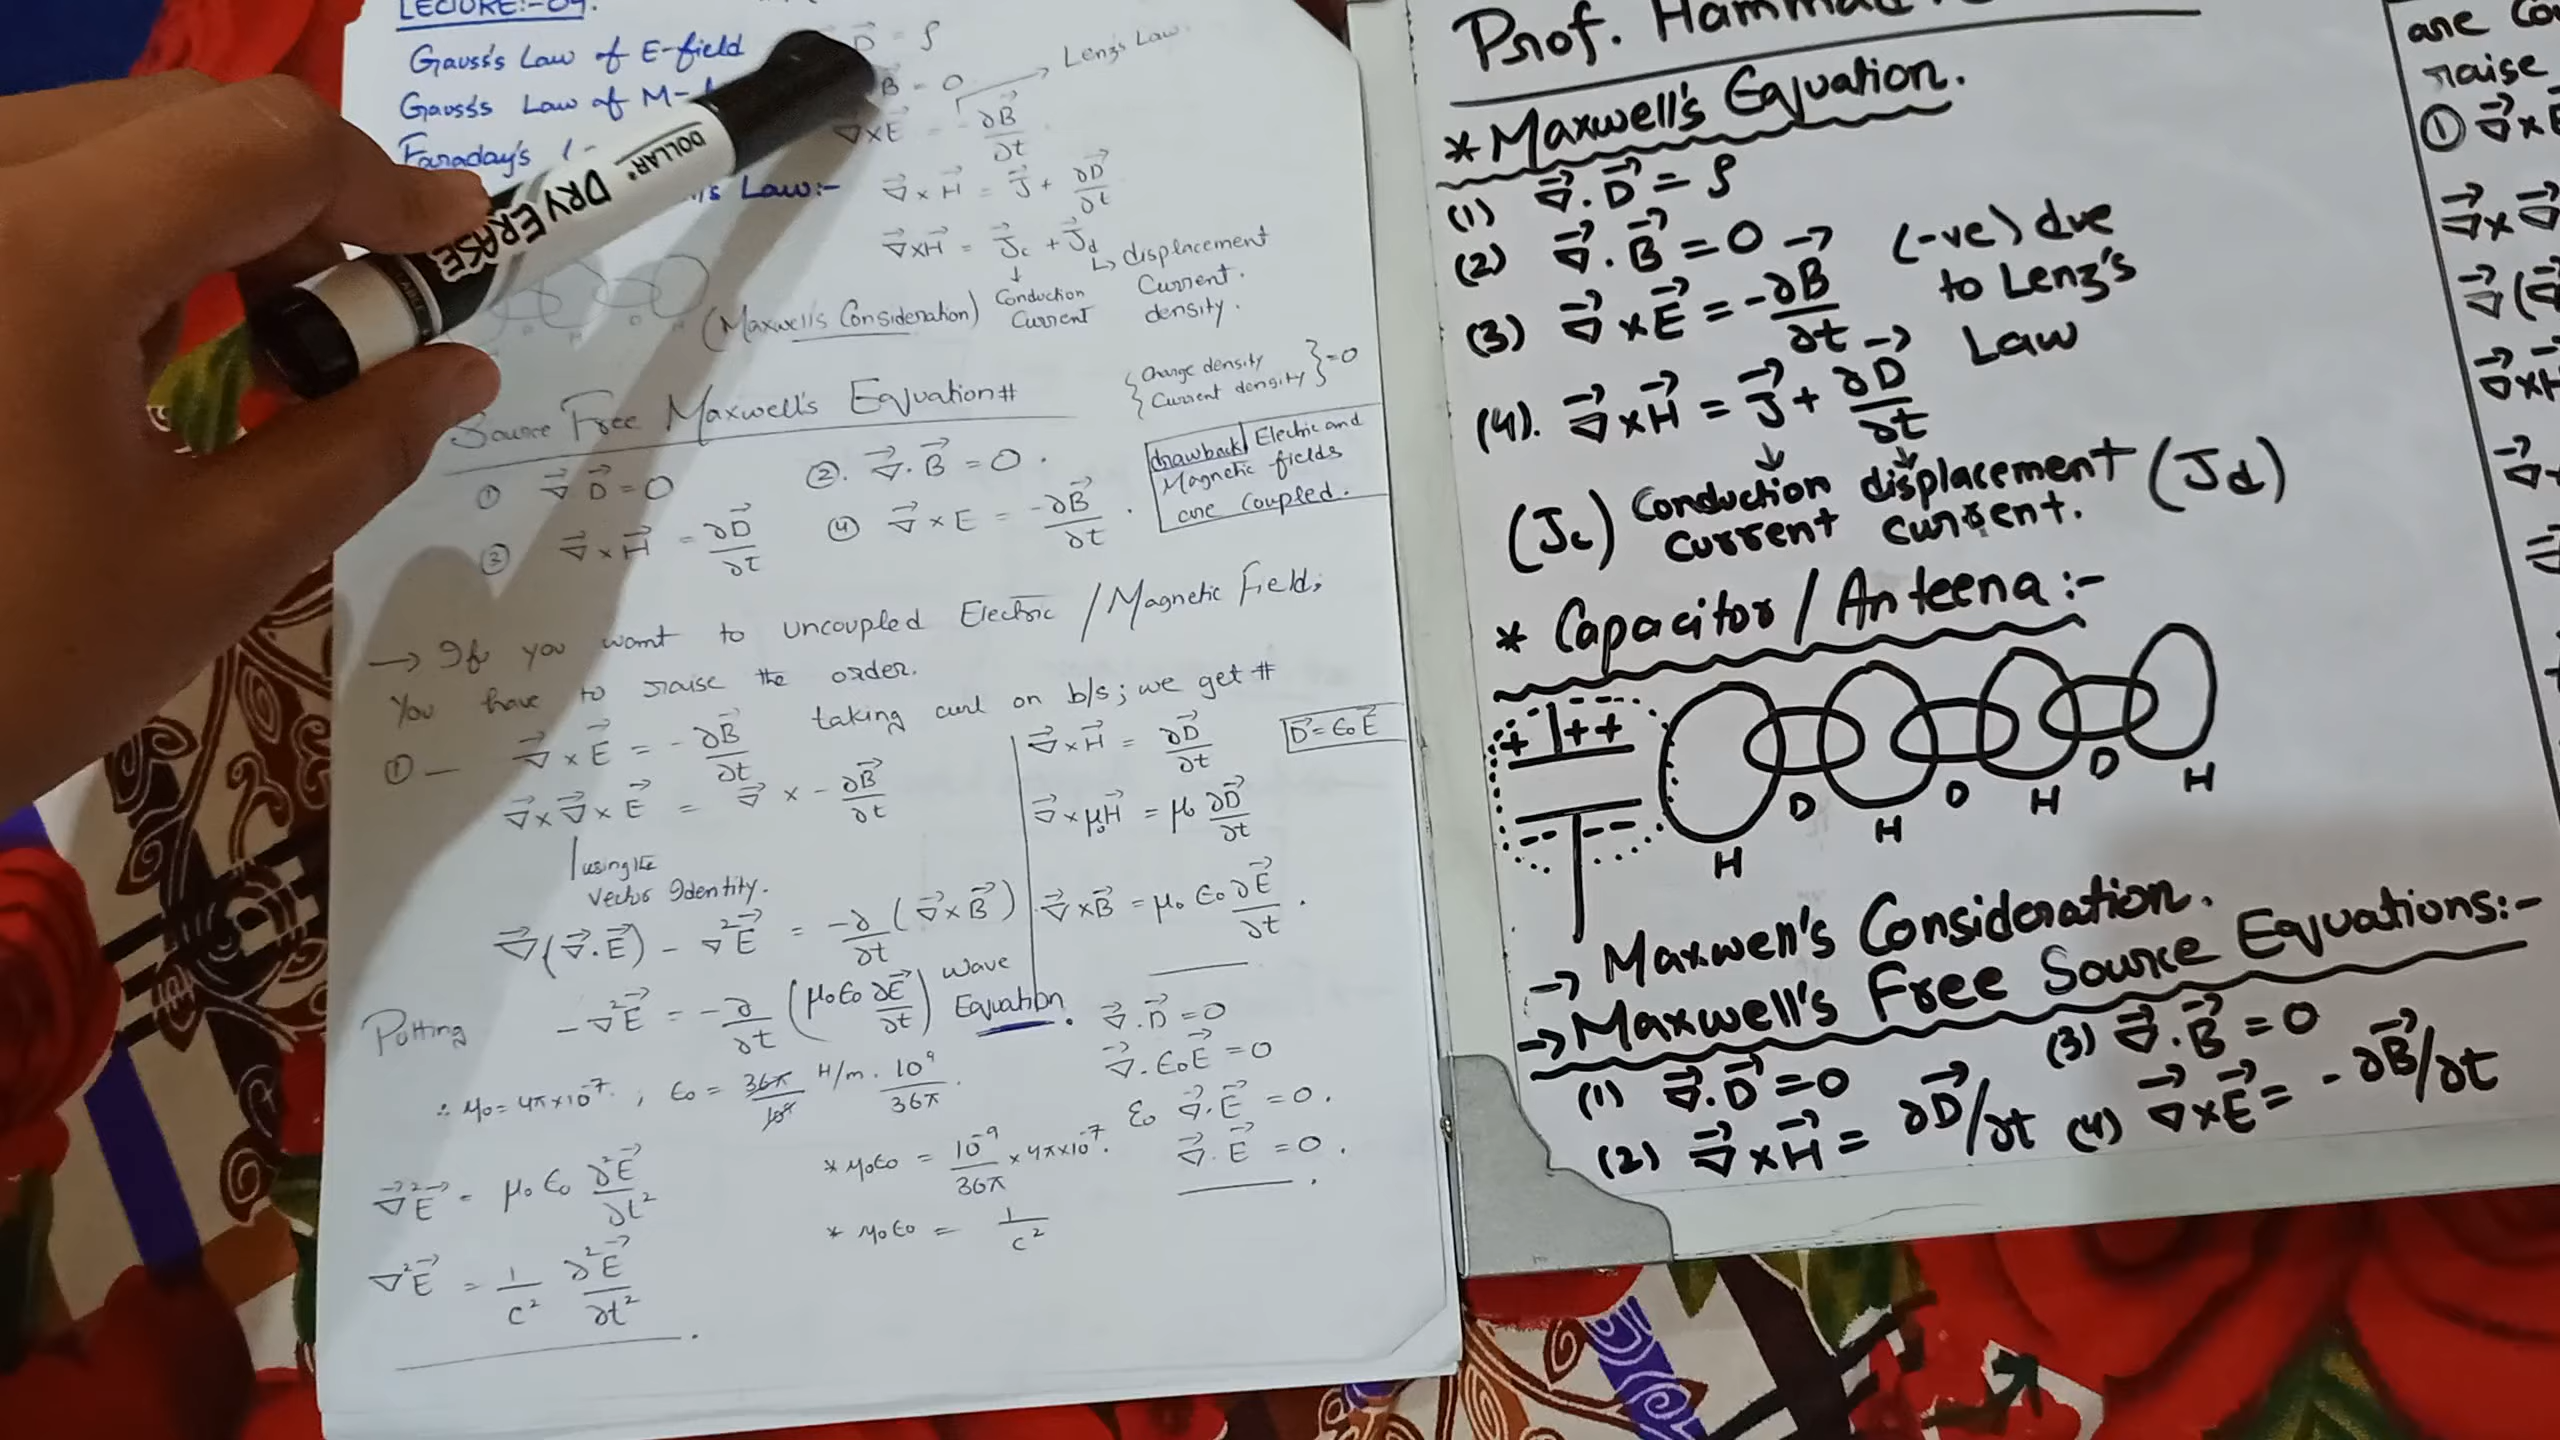 LECTURE:-04.
Gauss's Law of E-field D⃗ = ρ
Gauss's Law of M- B = 0
Lenz's Law.
Faraday's ∇×E⃗ = -∂B⃗/∂t
's Law:- ∇⃗×H⃗ = J⃗ + ∂D⃗/∂t
∇⃗×H⃗ = J⃗c + J⃗d
↳ displacement
Current.
density.
↓
Conduction
Current
(Maxwell's Consideration)
Source Free Maxwell's Equation#
{Charge density
Current density} = 0
① ∇⃗ D⃗ = 0
②. ∇⃗.B⃗ = 0.
③ ∇⃗×H⃗ = ∂D⃗/∂t
④ ∇⃗×E = -∂B⃗/∂t.
drawback Electric and
Magnetic fields
are coupled.
→ If you want to uncoupled Electric / Magnetic Field;
You have to raise the order.
taking curl on b/s; we get #
①— ∇⃗×E⃗ = -∂B⃗/∂t
∇⃗×∇⃗×E⃗ = ∇⃗×-∂B⃗/∂t
using the
vector Identity.
∇⃗(∇⃗.E⃗) - ∇²E⃗ = -∂/∂t (∇⃗×B⃗)
-∇²E⃗ = -∂/∂t (μ₀ε₀ ∂E⃗/∂t)
Wave
Equation.
∇⃗×H⃗ = ∂D⃗/∂t
D⃗=ε₀E⃗
∇⃗×μ₀H⃗ = μ₀ ∂D⃗/∂t
∇⃗×B⃗ = μ₀ε₀ ∂E⃗/∂t.
Putting
∴ μ₀ = 4π×10⁻⁷. ; ε₀ = 36π/10⁹ H/m. 10⁹/36π.
∇⃗²E⃗ = μ₀ε₀ ∂²E⃗/∂t²
∇²E⃗ = 1/c² ∂²E⃗/∂t²
* μ₀ε₀ = 10⁻⁹/36π × 4π×10⁻⁷.
* μ₀ε₀ = 1/c²
∇⃗.D⃗ = 0
∇⃗.ε₀E⃗ = 0
ε₀ ∇⃗.E⃗ = 0.
∇⃗.E⃗ = 0.
DOLLAR® DRY ERASE
Prof.
* Maxwell's Equation.
(1) ∇⃗.D⃗ = ρ
(2) ∇⃗.B⃗ = 0
(3) ∇⃗×E⃗ = -∂B⃗/∂t
(-ve) due
to Lenz's
Law
(4). ∇⃗×H⃗ = J⃗ + ∂D⃗/∂t
↓ ↓
(Jc) Conduction displacement (Jd)
current current.
* Capacitor/Anteena:-
+ ++
-- --
H D H D H D H
→ Maxwell's Consideration.
→ Maxwell's Free Source Equations:-
(1) ∇⃗.D⃗=0 (3) ∇⃗.B⃗=0
(2) ∇⃗×H⃗= ∂D⃗/∂t (4) ∇⃗×E⃗= -∂B⃗/∂t
are
raise
① ∇⃗×E
∇⃗×∇⃗
∇⃗(
∇⃗×H